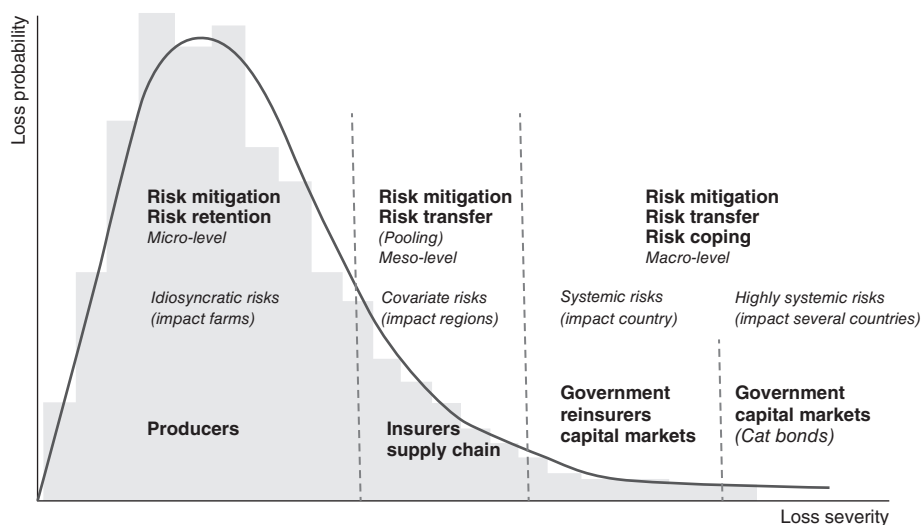 Loss probability
Risk mitigation
Risk retention
Micro-level
Risk mitigation
Risk transfer
(Pooling)
Meso-level
Risk mitigation
Risk transfer
Risk coping
Macro-level
Idiosyncratic risks
(impact farms)
Covariate risks
(impact regions)
Systemic risks
(impact country)
Highly systemic risks
(impact several countries)
Producers
Insurers
supply chain
Government
reinsurers
capital markets
Government
capital markets
(Cat bonds)
Loss severity